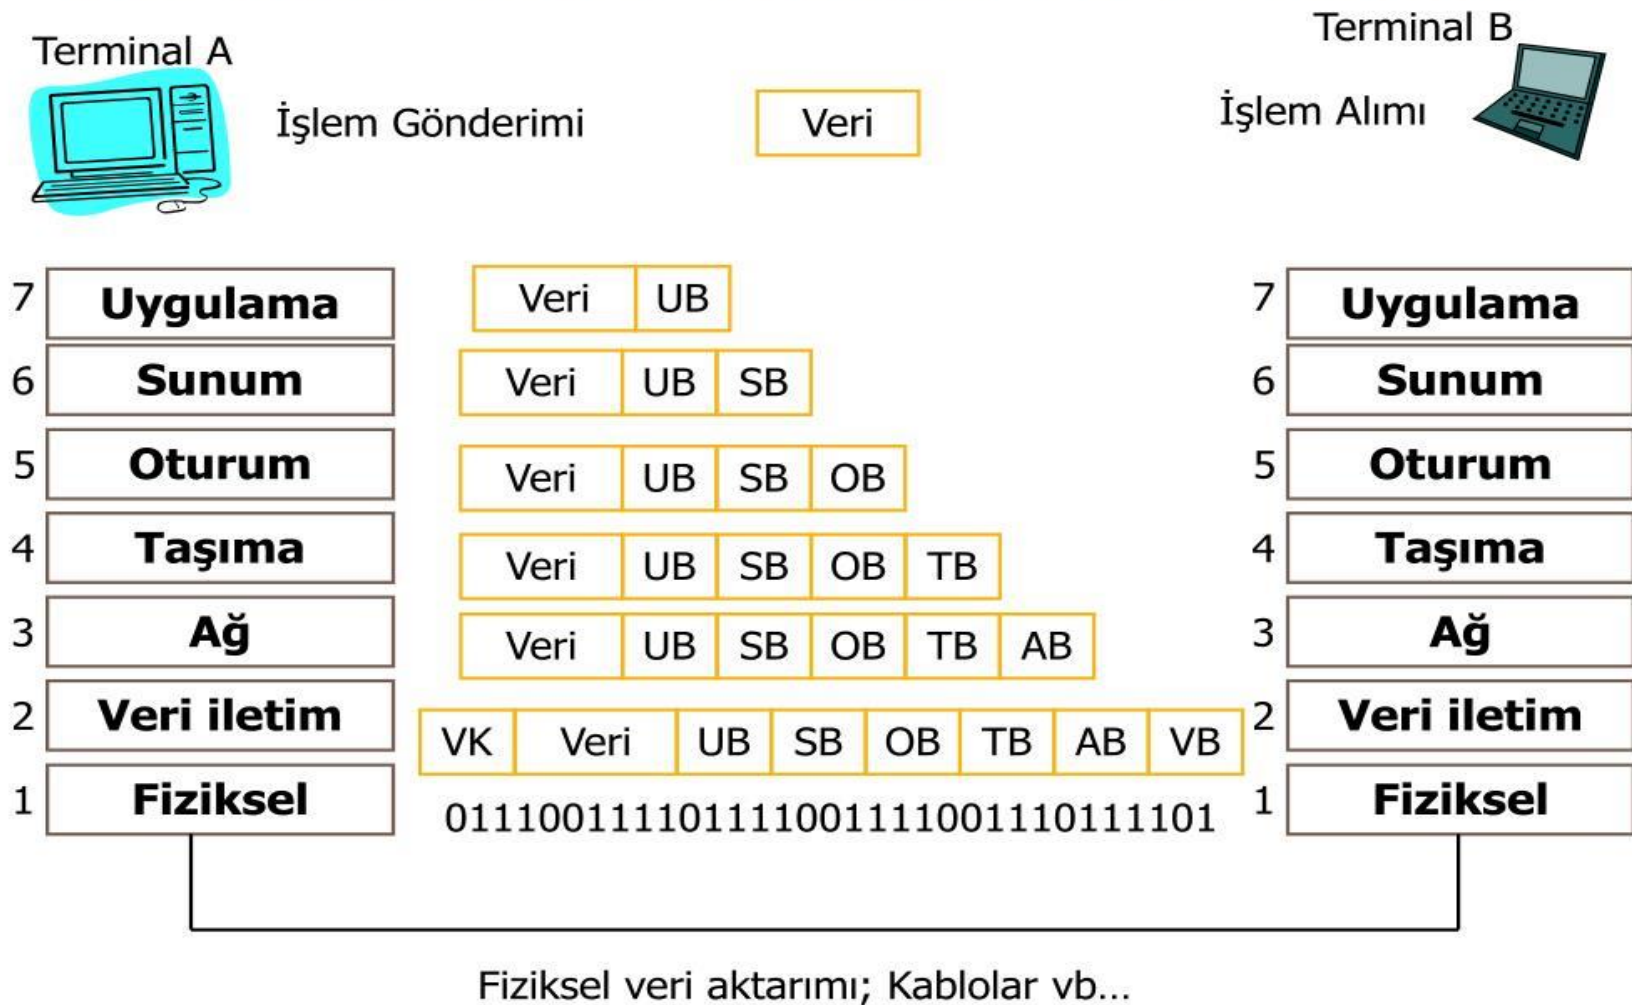 Terminal A
Terminal B
İşlem Gönderimi
Veri
İşlem Alımı
7 Uygulama Veri UB 7 Uygulama
6 Sunum Veri UB SB 6 Sunum
5 Oturum Veri UB SB OB 5 Oturum
4 Taşıma Veri UB SB OB TB 4 Taşıma
3 Ağ Veri UB SB OB TB AB 3 Ağ
2 Veri iletim VK Veri UB SB OB TB AB VB 2 Veri iletim
1 Fiziksel 011100111101111001111001110111101 1 Fiziksel
Fiziksel veri aktarımı; Kablolar vb...